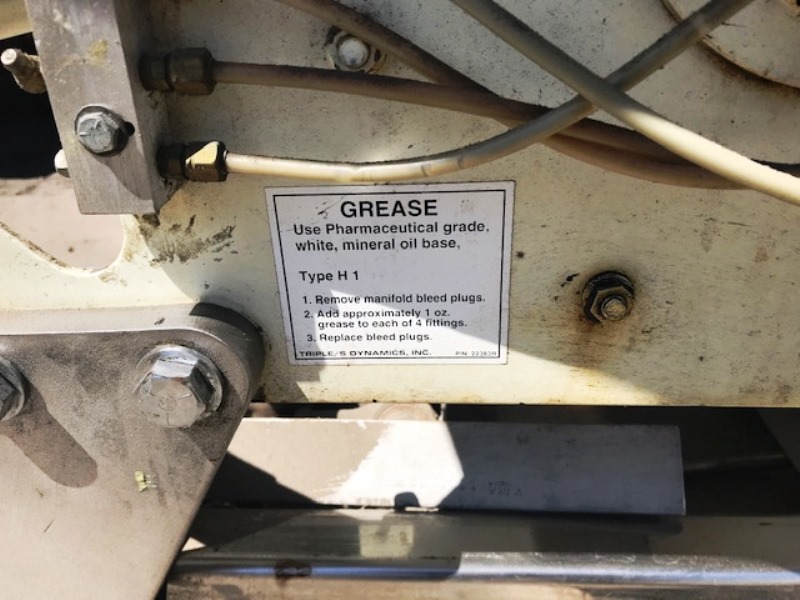 GREASE
Use Pharmaceutical grade,
white, mineral oil base,
Type H 1
1. Remove manifold bleed plugs.
2. Add approximately 1 oz.
grease to each of 4 fittings.
3. Replace bleed plugs.
TRIPLE/S DYNAMICS, INC. P/N 22383R